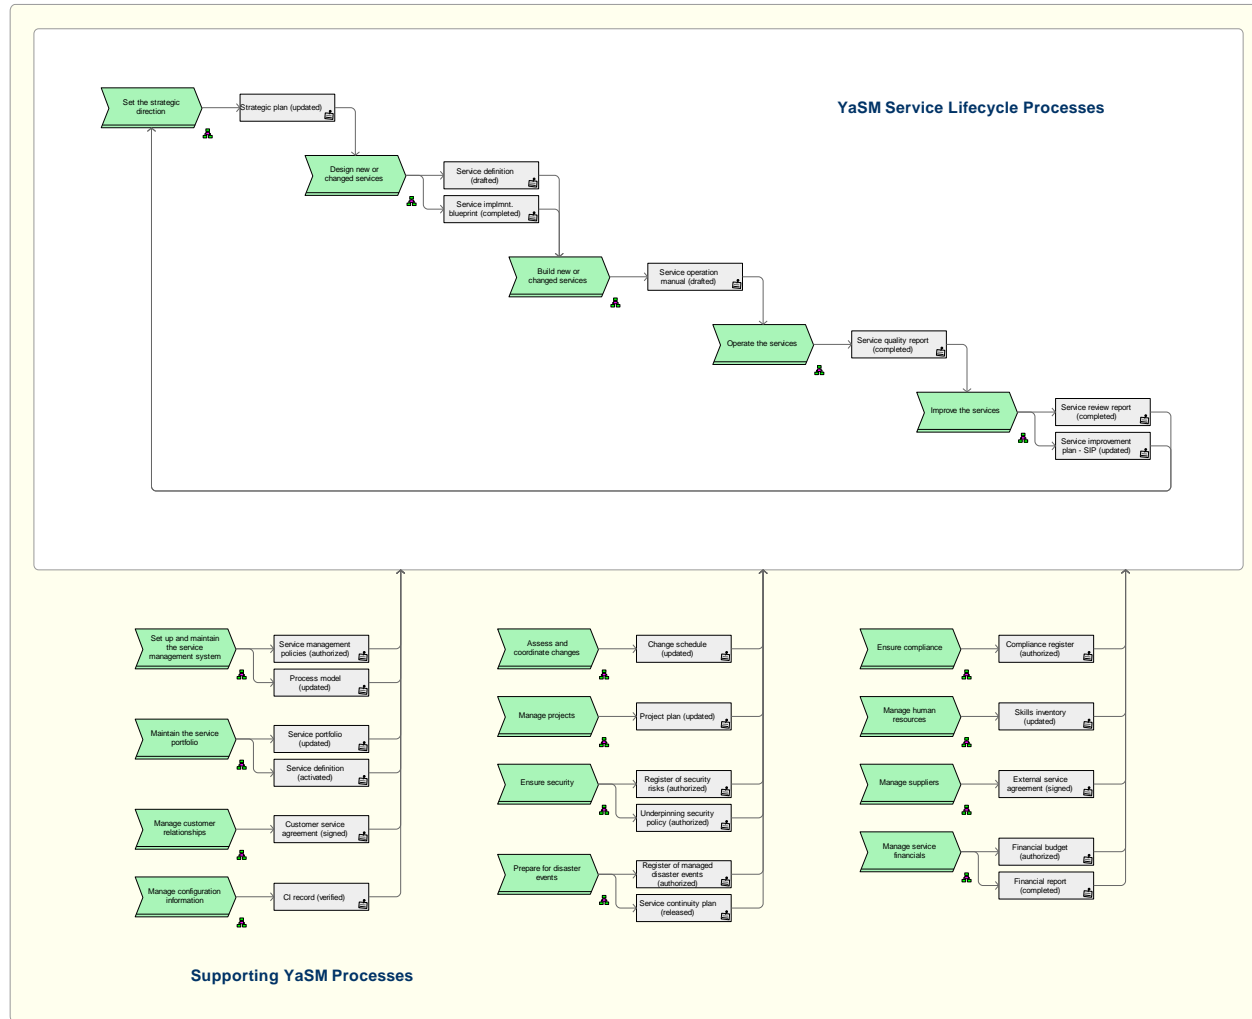 YaSM Service Lifecycle Processes
Set the strategic
direction
Strategic plan (updated)
Design new or
changed services
Service definition
(drafted)
Service implmnt.
blueprint (completed)
Build new or
changed services
Service operation
manual (drafted)
Operate the services
Service quality report
(completed)
Improve the services
Service review report
(completed)
Service improvement
plan - SIP (updated)
Set up and maintain
the service
management system
Service management
policies (authorized)
Process model
(updated)
Maintain the service
portfolio
Service portfolio
(updated)
Service definition
(activated)
Manage customer
relationships
Customer service
agreement (signed)
Manage configuration
information
CI record (verified)
Assess and
coordinate changes
Change schedule
(updated)
Manage projects
Project plan (updated)
Ensure security
Register of security
risks (authorized)
Underpinning security
policy (authorized)
Prepare for disaster
events
Register of managed
disaster events
(authorized)
Service continuity plan
(released)
Ensure compliance
Compliance register
(authorized)
Manage human
resources
Skills inventory
(updated)
Manage suppliers
External service
agreement (signed)
Manage service
financials
Financial budget
(authorized)
Financial report
(completed)
Supporting YaSM Processes